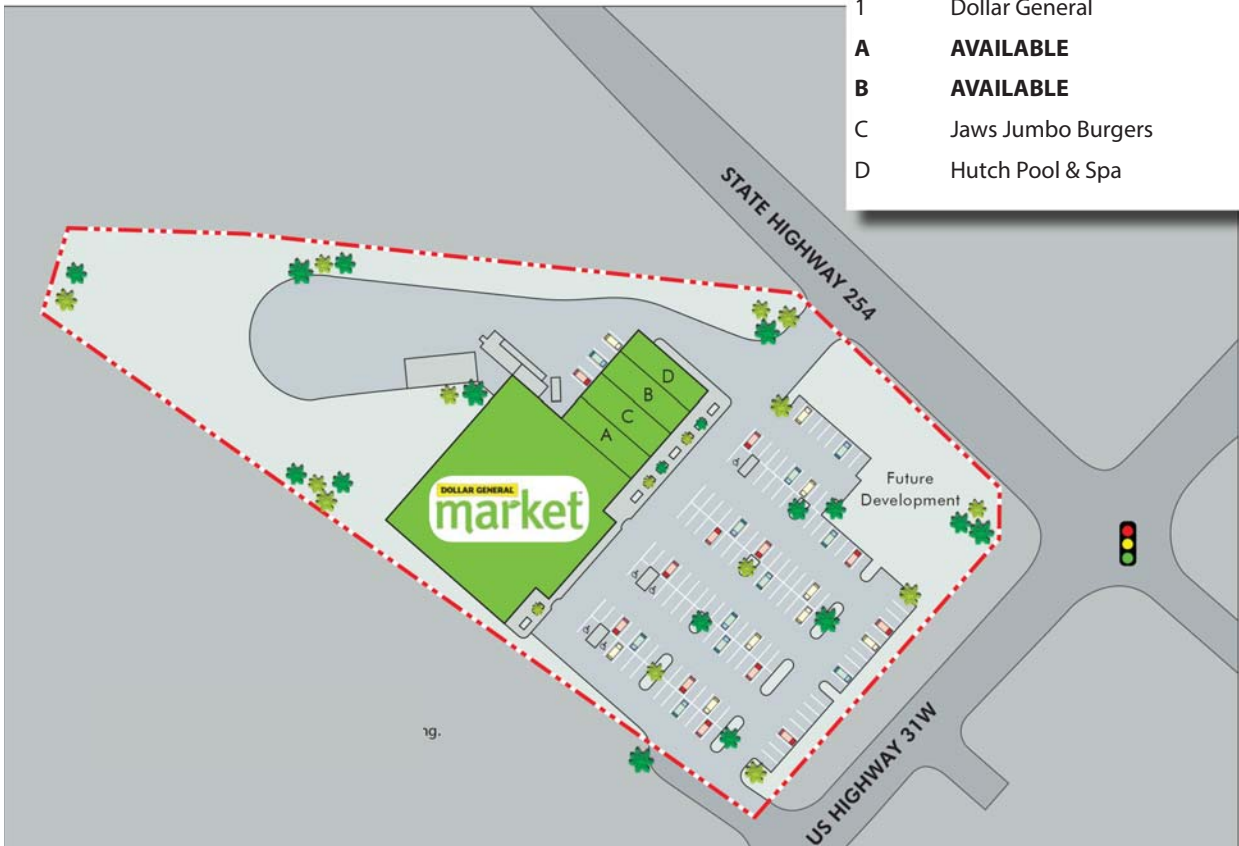 1 Dollar General
A AVAILABLE
B AVAILABLE
C Jaws Jumbo Burgers
D Hutch Pool & Spa
STATE HIGHWAY 254
D
B
C
A
DOLLAR GENERAL
market
Future
Development
ng.
US HIGHWAY 31W